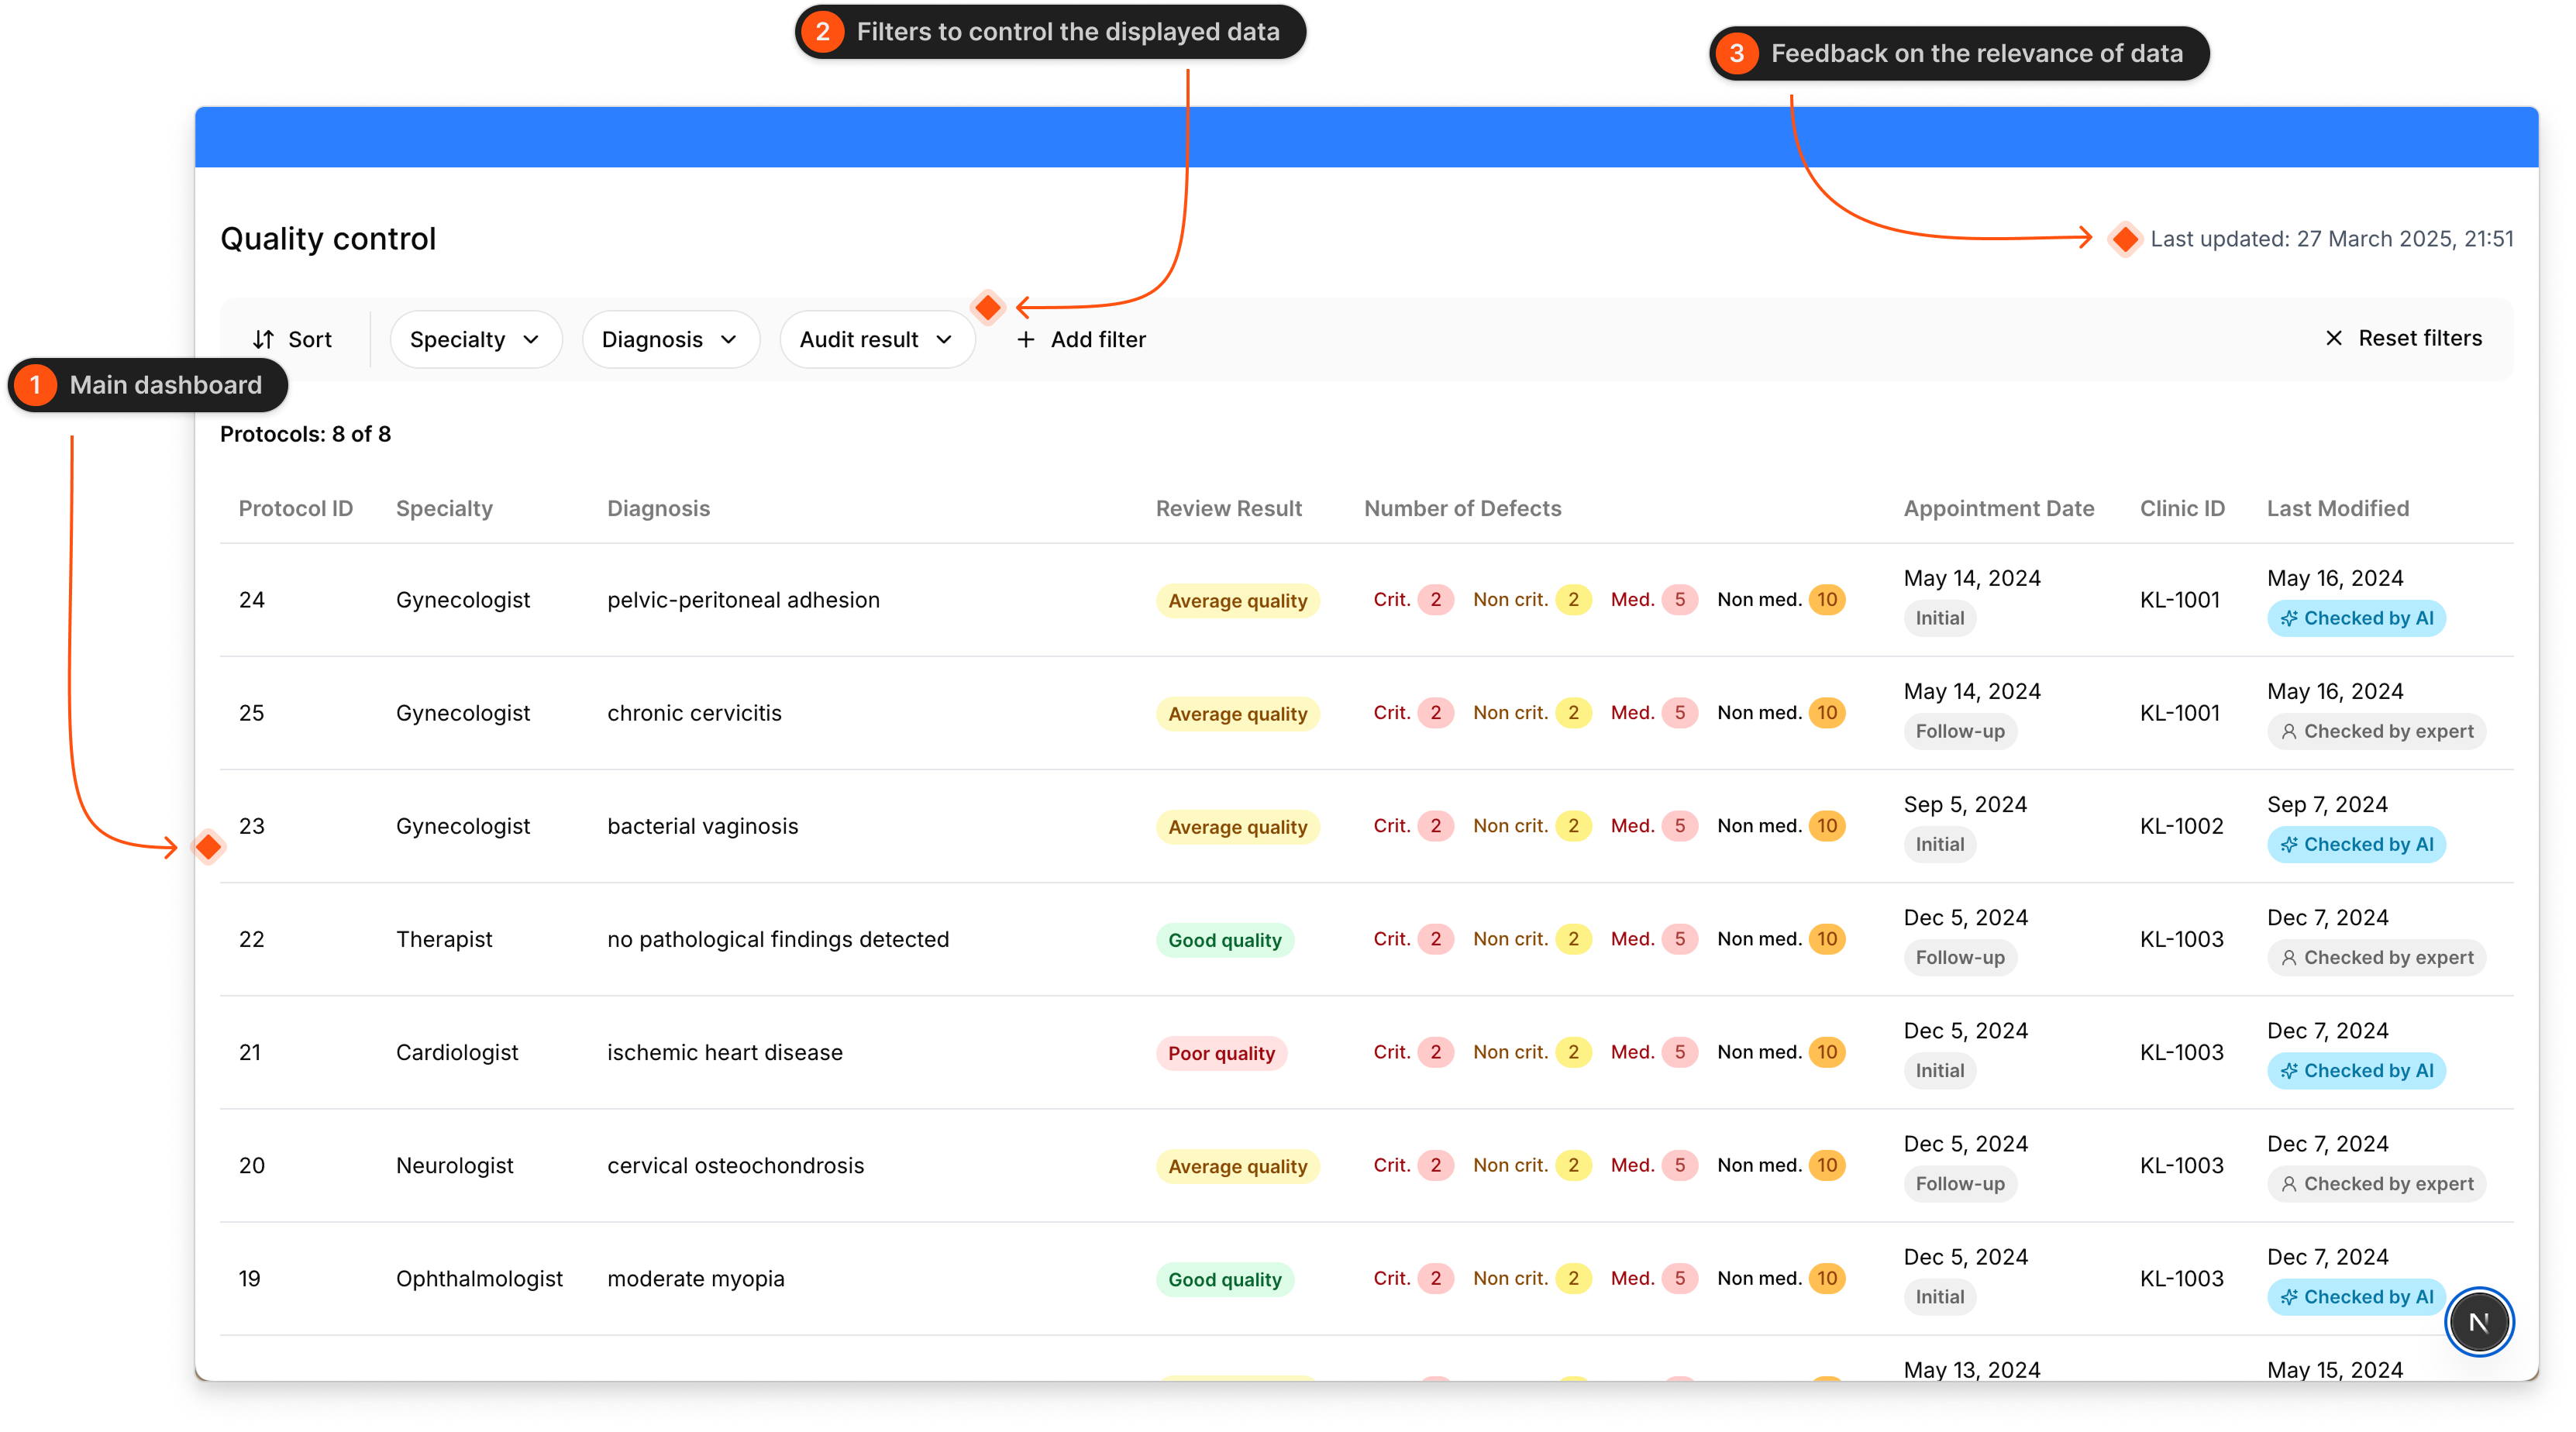 2 Filters to control the displayed data
3 Feedback on the relevance of data
Quality control
Last updated: 27 March 2025, 21:51
Sort Specialty Diagnosis Audit result + Add filter Reset filters
1 Main dashboard
Protocols: 8 of 8
Protocol ID Specialty Diagnosis Review Result Number of Defects Appointment Date Clinic ID Last Modified
24 Gynecologist pelvic-peritoneal adhesion Average quality Crit. 2 Non crit. 2 Med. 5 Non med. 10 May 14, 2024 Initial KL-1001 May 16, 2024 Checked by AI
25 Gynecologist chronic cervicitis Average quality Crit. 2 Non crit. 2 Med. 5 Non med. 10 May 14, 2024 Follow-up KL-1001 May 16, 2024 Checked by expert
23 Gynecologist bacterial vaginosis Average quality Crit. 2 Non crit. 2 Med. 5 Non med. 10 Sep 5, 2024 Initial KL-1002 Sep 7, 2024 Checked by AI
22 Therapist no pathological findings detected Good quality Crit. 2 Non crit. 2 Med. 5 Non med. 10 Dec 5, 2024 Follow-up KL-1003 Dec 7, 2024 Checked by expert
21 Cardiologist ischemic heart disease Poor quality Crit. 2 Non crit. 2 Med. 5 Non med. 10 Dec 5, 2024 Initial KL-1003 Dec 7, 2024 Checked by AI
20 Neurologist cervical osteochondrosis Average quality Crit. 2 Non crit. 2 Med. 5 Non med. 10 Dec 5, 2024 Follow-up KL-1003 Dec 7, 2024 Checked by expert
19 Ophthalmologist moderate myopia Good quality Crit. 2 Non crit. 2 Med. 5 Non med. 10 Dec 5, 2024 Initial KL-1003 Dec 7, 2024 Checked by AI
N
May 13, 2024 May 15, 2024